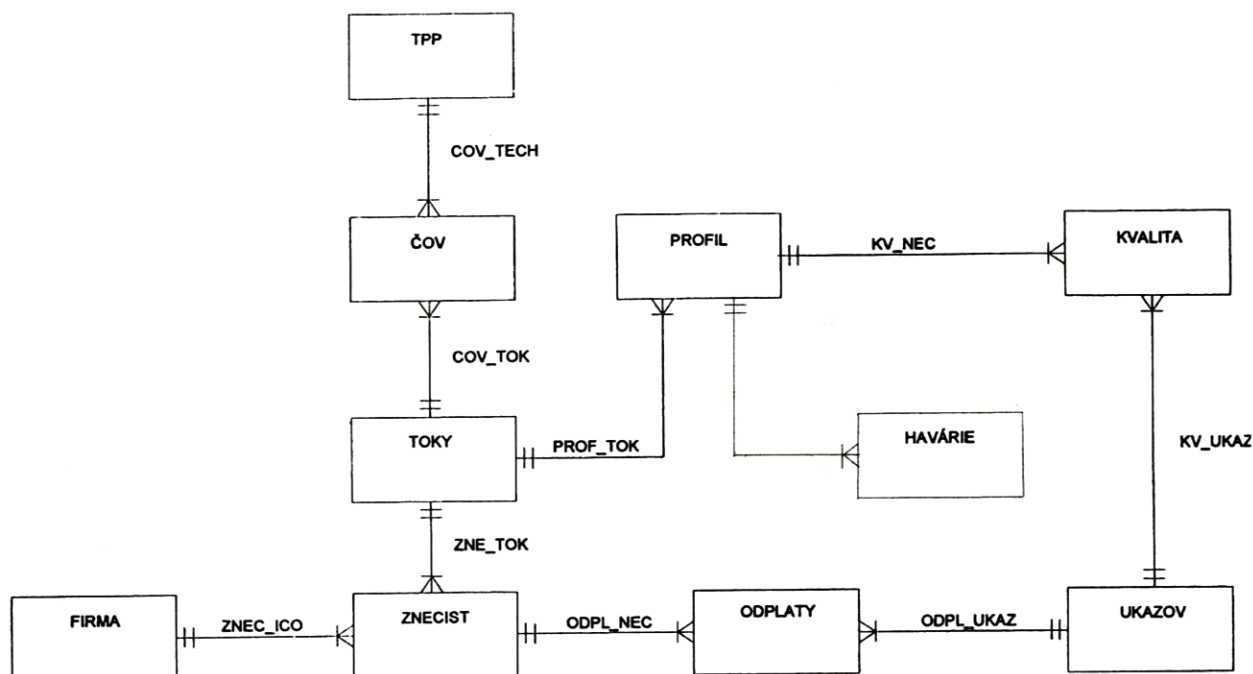 TPP
COV_TECH
ČOV
PROFIL
KV_NEC
KVALITA
COV_TOK
TOKY
PROF_TOK
HAVÁRIE
KV_UKAZ
ZNE_TOK
FIRMA
ZNEC_ICO
ZNECIST
ODPL_NEC
ODPLATY
ODPL_UKAZ
UKAZOV